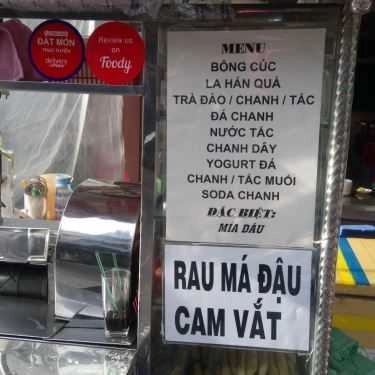 ĐẶT MÓN
delivery
Review us
on
Foody
MENU
BÔNG CÚC
LA HÁN QUẢ
TRÀ ĐÀO / CHANH / TẮC
ĐÁ CHANH
NƯỚC TẮC
CHANH DÂY
YOGURT ĐÁ
CHANH / TẮC MUỐI
SODA CHANH
ĐẶC BIỆT:
MIA DÂU
RAU MÁ ĐẬU
CAM VẮT